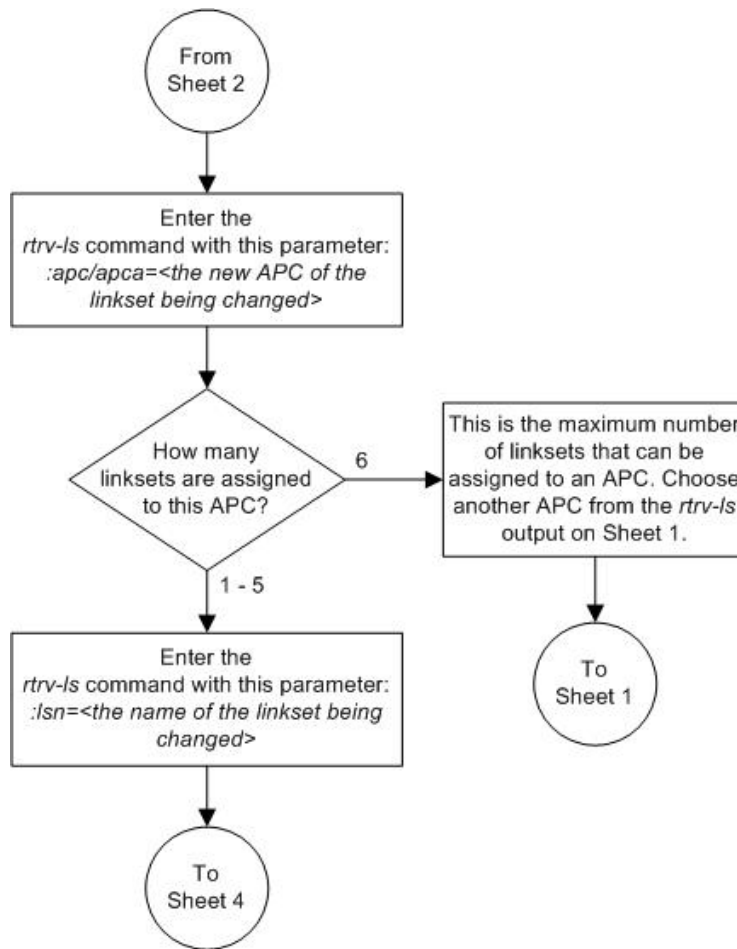 From
Sheet 2
Enter the
rtrv-ls command with this parameter:
:apc/apca=<the new APC of the
linkset being changed>
How many
linksets are assigned
to this APC?
6
This is the maximum number
of linksets that can be
assigned to an APC. Choose
another APC from the rtrv-ls
output on Sheet 1.
1 - 5
Enter the
rtrv-ls command with this parameter:
:lsn=<the name of the linkset being
changed>
To
Sheet 1
To
Sheet 4